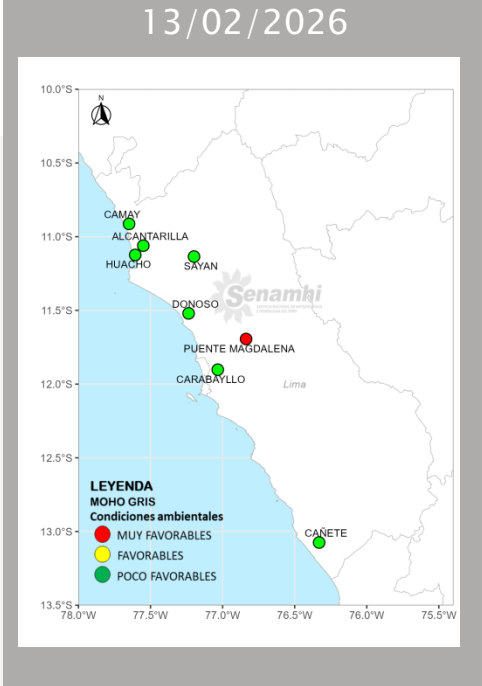 13/02/2026
10.0°S
N
10.5°S
CAMAY
11.0°S
ALCANTARILLA
HUACHO
SAYAN
Senamhi
11.5°S
DONOSO
PUENTE MAGDALENA
12.0°S
CARABAYLLO
Lima
12.5°S
LEYENDA
MOHO GRIS
Condiciones ambientales
MUY FAVORABLES
FAVORABLES
POCO FAVORABLES
13.0°S
CAÑETE
13.5°S
78.0°W 77.5°W 77.0°W 76.5°W 76.0°W 75.5°W